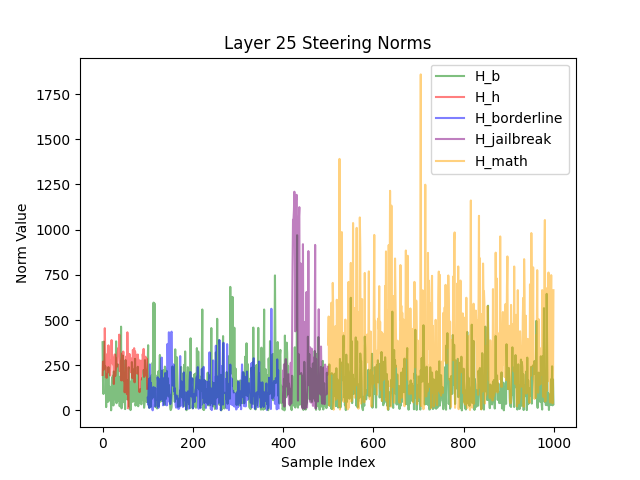 Layer 25 Steering Norms
H_b
H_h
H_borderline
H_jailbreak
H_math
Norm Value
1750
1500
1250
1000
750
500
250
0
0 200 400 600 800 1000
Sample Index